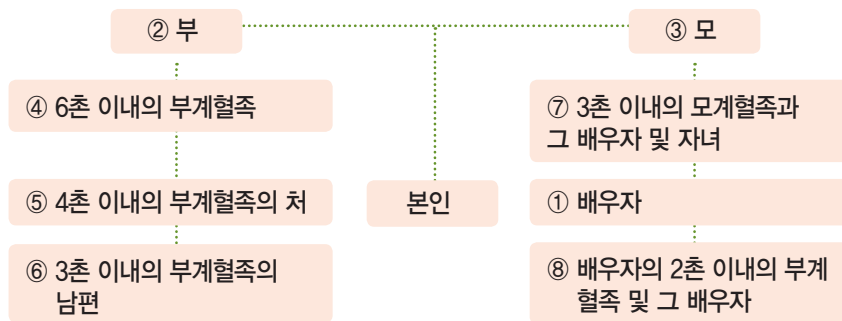 ② 부
③ 모
④ 6촌 이내의 부계혈족
⑦ 3촌 이내의 모계혈족과
그 배우자 및 자녀
⑤ 4촌 이내의 부계혈족의 처
본인
① 배우자
⑥ 3촌 이내의 부계혈족의
남편
⑧ 배우자의 2촌 이내의 부계
혈족 및 그 배우자